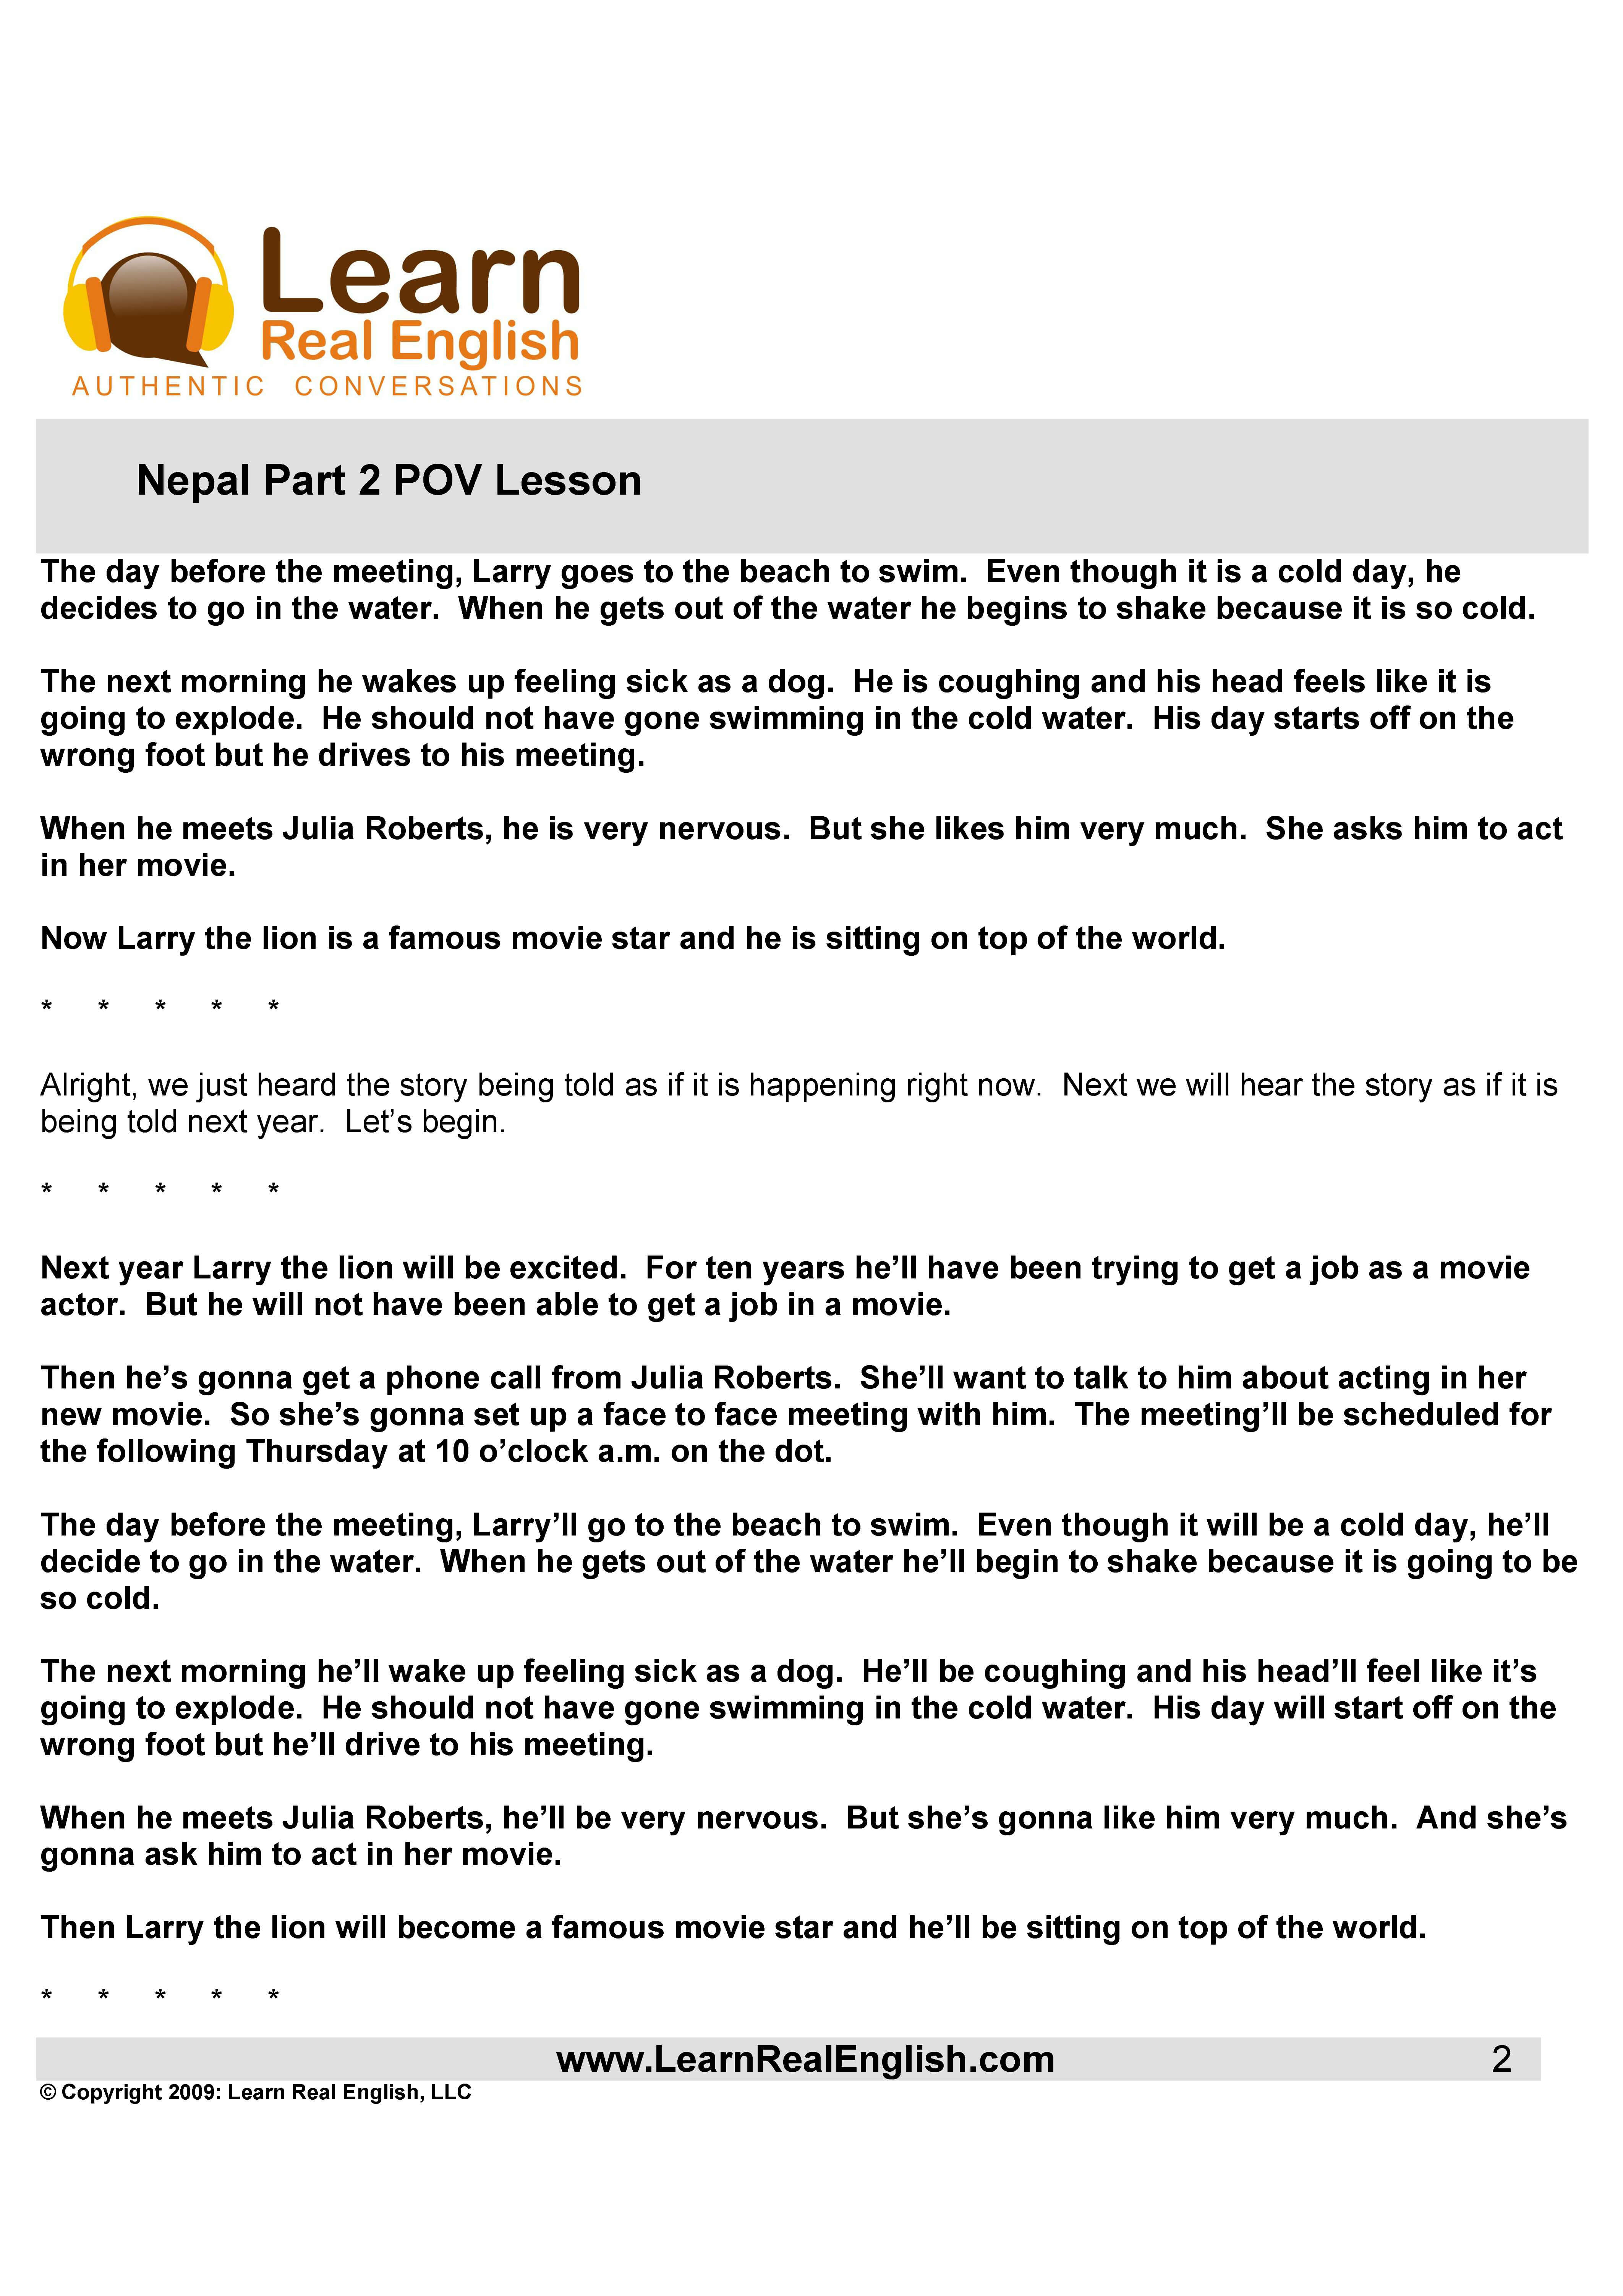 Learn
Real English
AUTHENTIC CONVERSATIONS
Nepal Part 2 POV Lesson
The day before the meeting, Larry goes to the beach to swim.  Even though it is a cold day, he
decides to go in the water.  When he gets out of the water he begins to shake because it is so cold.
The next morning he wakes up feeling sick as a dog.  He is coughing and his head feels like it is
going to explode.  He should not have gone swimming in the cold water.  His day starts off on the
wrong foot but he drives to his meeting.
When he meets Julia Roberts, he is very nervous.  But she likes him very much.  She asks him to act
in her movie.
Now Larry the lion is a famous movie star and he is sitting on top of the world.
* * * * *
Alright, we just heard the story being told as if it is happening right now.  Next we will hear the story as if it is
being told next year.  Let’s begin.
* * * * *
Next year Larry the lion will be excited.  For ten years he’ll have been trying to get a job as a movie
actor.  But he will not have been able to get a job in a movie.
Then he’s gonna get a phone call from Julia Roberts.  She’ll want to talk to him about acting in her
new movie.  So she’s gonna set up a face to face meeting with him.  The meeting’ll be scheduled for
the following Thursday at 10 o’clock a.m. on the dot.
The day before the meeting, Larry’ll go to the beach to swim.  Even though it will be a cold day, he’ll
decide to go in the water.  When he gets out of the water he’ll begin to shake because it is going to be
so cold.
The next morning he’ll wake up feeling sick as a dog.  He’ll be coughing and his head’ll feel like it’s
going to explode.  He should not have gone swimming in the cold water.  His day will start off on the
wrong foot but he’ll drive to his meeting.
When he meets Julia Roberts, he’ll be very nervous.  But she’s gonna like him very much.  And she’s
gonna ask him to act in her movie.
Then Larry the lion will become a famous movie star and he’ll be sitting on top of the world.
* * * * *
www.LearnRealEnglish.com 2
© Copyright 2009: Learn Real English, LLC